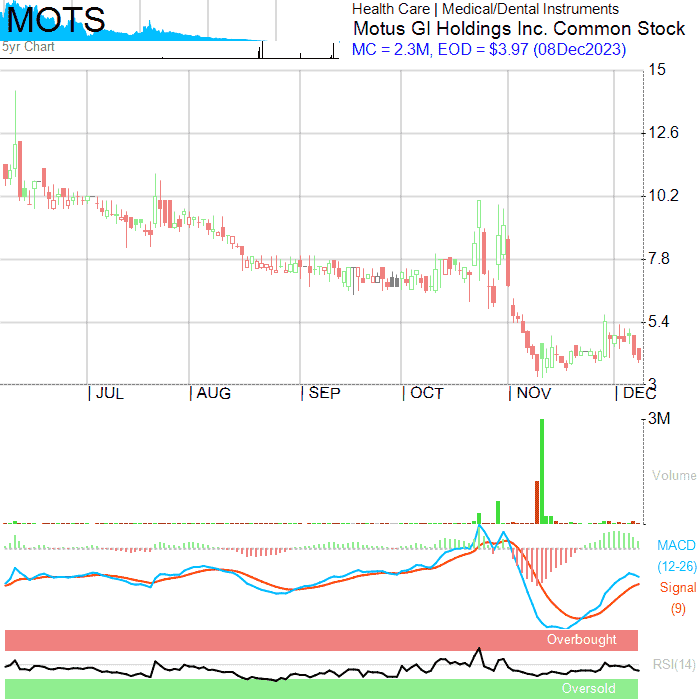 MOTS
5yr Chart
Health Care | Medical/Dental Instruments
Motus GI Holdings Inc. Common Stock
MC = 2.3M, EOD = $3.97 (08Dec2023)
15
12.6
10.2
7.8
5.4
3
JUL AUG SEP OCT NOV DEC
3M
Volume
MACD
(12-26)
Signal
(9)
Overbought
RSI(14)
Oversold